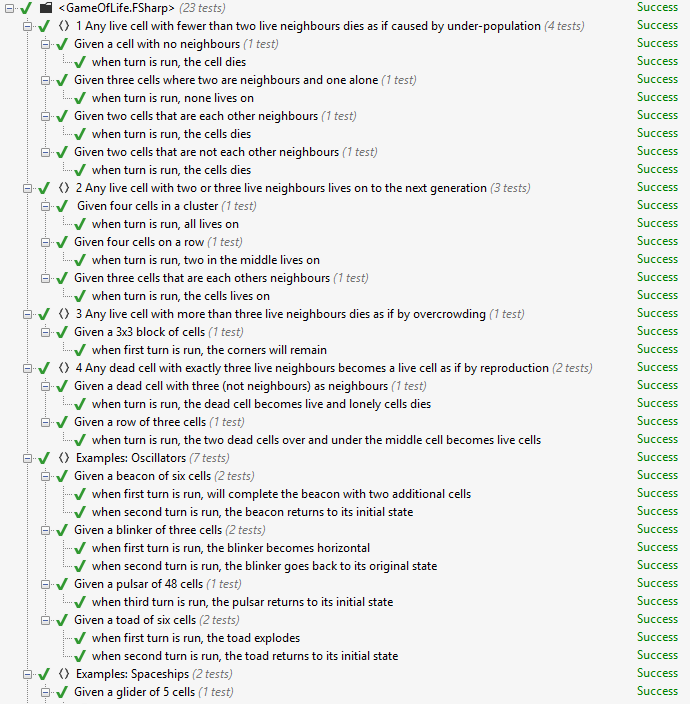 <GameOfLife.FSharp> (23 tests) Success
1 Any live cell with fewer than two live neighbours dies as if caused by under-population (4 tests) Success
Given a cell with no neighbours (1 test) Success
when turn is run, the cell dies Success
Given three cells where two are neighbours and one alone (1 test) Success
when turn is run, none lives on Success
Given two cells that are each other neighbours (1 test) Success
when turn is run, the cells dies Success
Given two cells that are not each other neighbours (1 test) Success
when turn is run, the cells dies Success
2 Any live cell with two or three live neighbours lives on to the next generation (3 tests) Success
Given four cells in a cluster (1 test) Success
when turn is run, all lives on Success
Given four cells on a row (1 test) Success
when turn is run, two in the middle lives on Success
Given three cells that are each others neighbours (1 test) Success
when turn is run, the cells lives on Success
3 Any live cell with more than three live neighbours dies as if by overcrowding (1 test) Success
Given a 3x3 block of cells (1 test) Success
when first turn is run, the corners will remain Success
4 Any dead cell with exactly three live neighbours becomes a live cell as if by reproduction (2 tests) Success
Given a dead cell with three (not neighbours) as neighbours (1 test) Success
when turn is run, the dead cell becomes live and lonely cells dies Success
Given a row of three cells (1 test) Success
when turn is run, the two dead cells over and under the middle cell becomes live cells Success
Examples: Oscillators (7 tests) Success
Given a beacon of six cells (2 tests) Success
when first turn is run, will complete the beacon with two additional cells Success
when second turn is run, the beacon returns to its initial state Success
Given a blinker of three cells (2 tests) Success
when first turn is run, the blinker becomes horizontal Success
when second turn is run, the blinker goes back to its original state Success
Given a pulsar of 48 cells (1 test) Success
when third turn is run, the pulsar returns to its initial state Success
Given a toad of six cells (2 tests) Success
when first turn is run, the toad explodes Success
when second turn is run, the toad returns to its initial state Success
Examples: Spaceships (2 tests) Success
Given a glider of 5 cells (1 test) Success